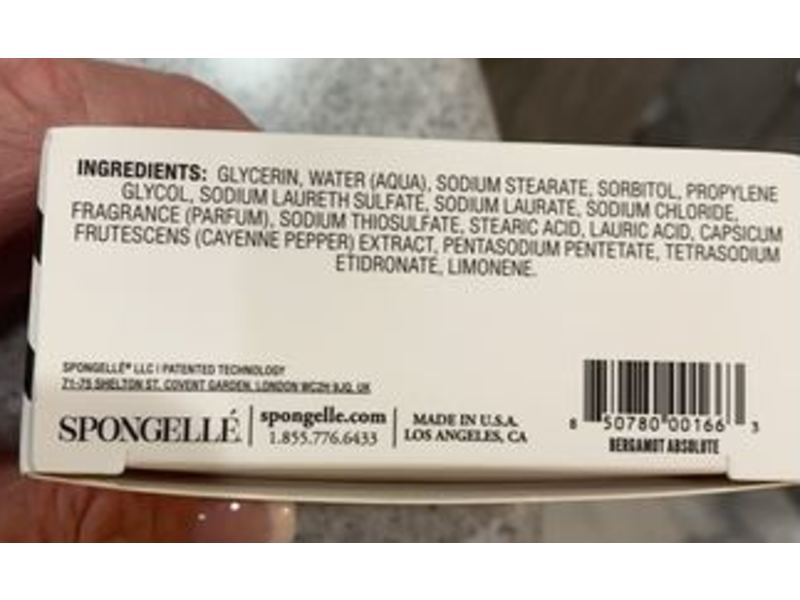 INGREDIENTS: GLYCERIN, WATER (AQUA), SODIUM STEARATE, SORBITOL, PROPYLENE
GLYCOL, SODIUM LAURETH SULFATE, SODIUM LAURATE, SODIUM CHLORIDE,
FRAGRANCE (PARFUM), SODIUM THIOSULFATE, STEARIC ACID, LAURIC ACID, CAPSICUM
FRUTESCENS (CAYENNE PEPPER) EXTRACT, PENTASODIUM PENTETATE, TETRASODIUM
ETIDRONATE, LIMONENE.
SPONGELLÉ® LLC | PATENTED TECHNOLOGY
71-75 SHELTON ST, COVENT GARDEN, LONDON WC2H 9JQ, UK
SPONGELLÉ
spongelle.com
1.855.776.6433
MADE IN U.S.A.
LOS ANGELES, CA
8 50780 00166 3
BERGAMOT ABSOLUTE